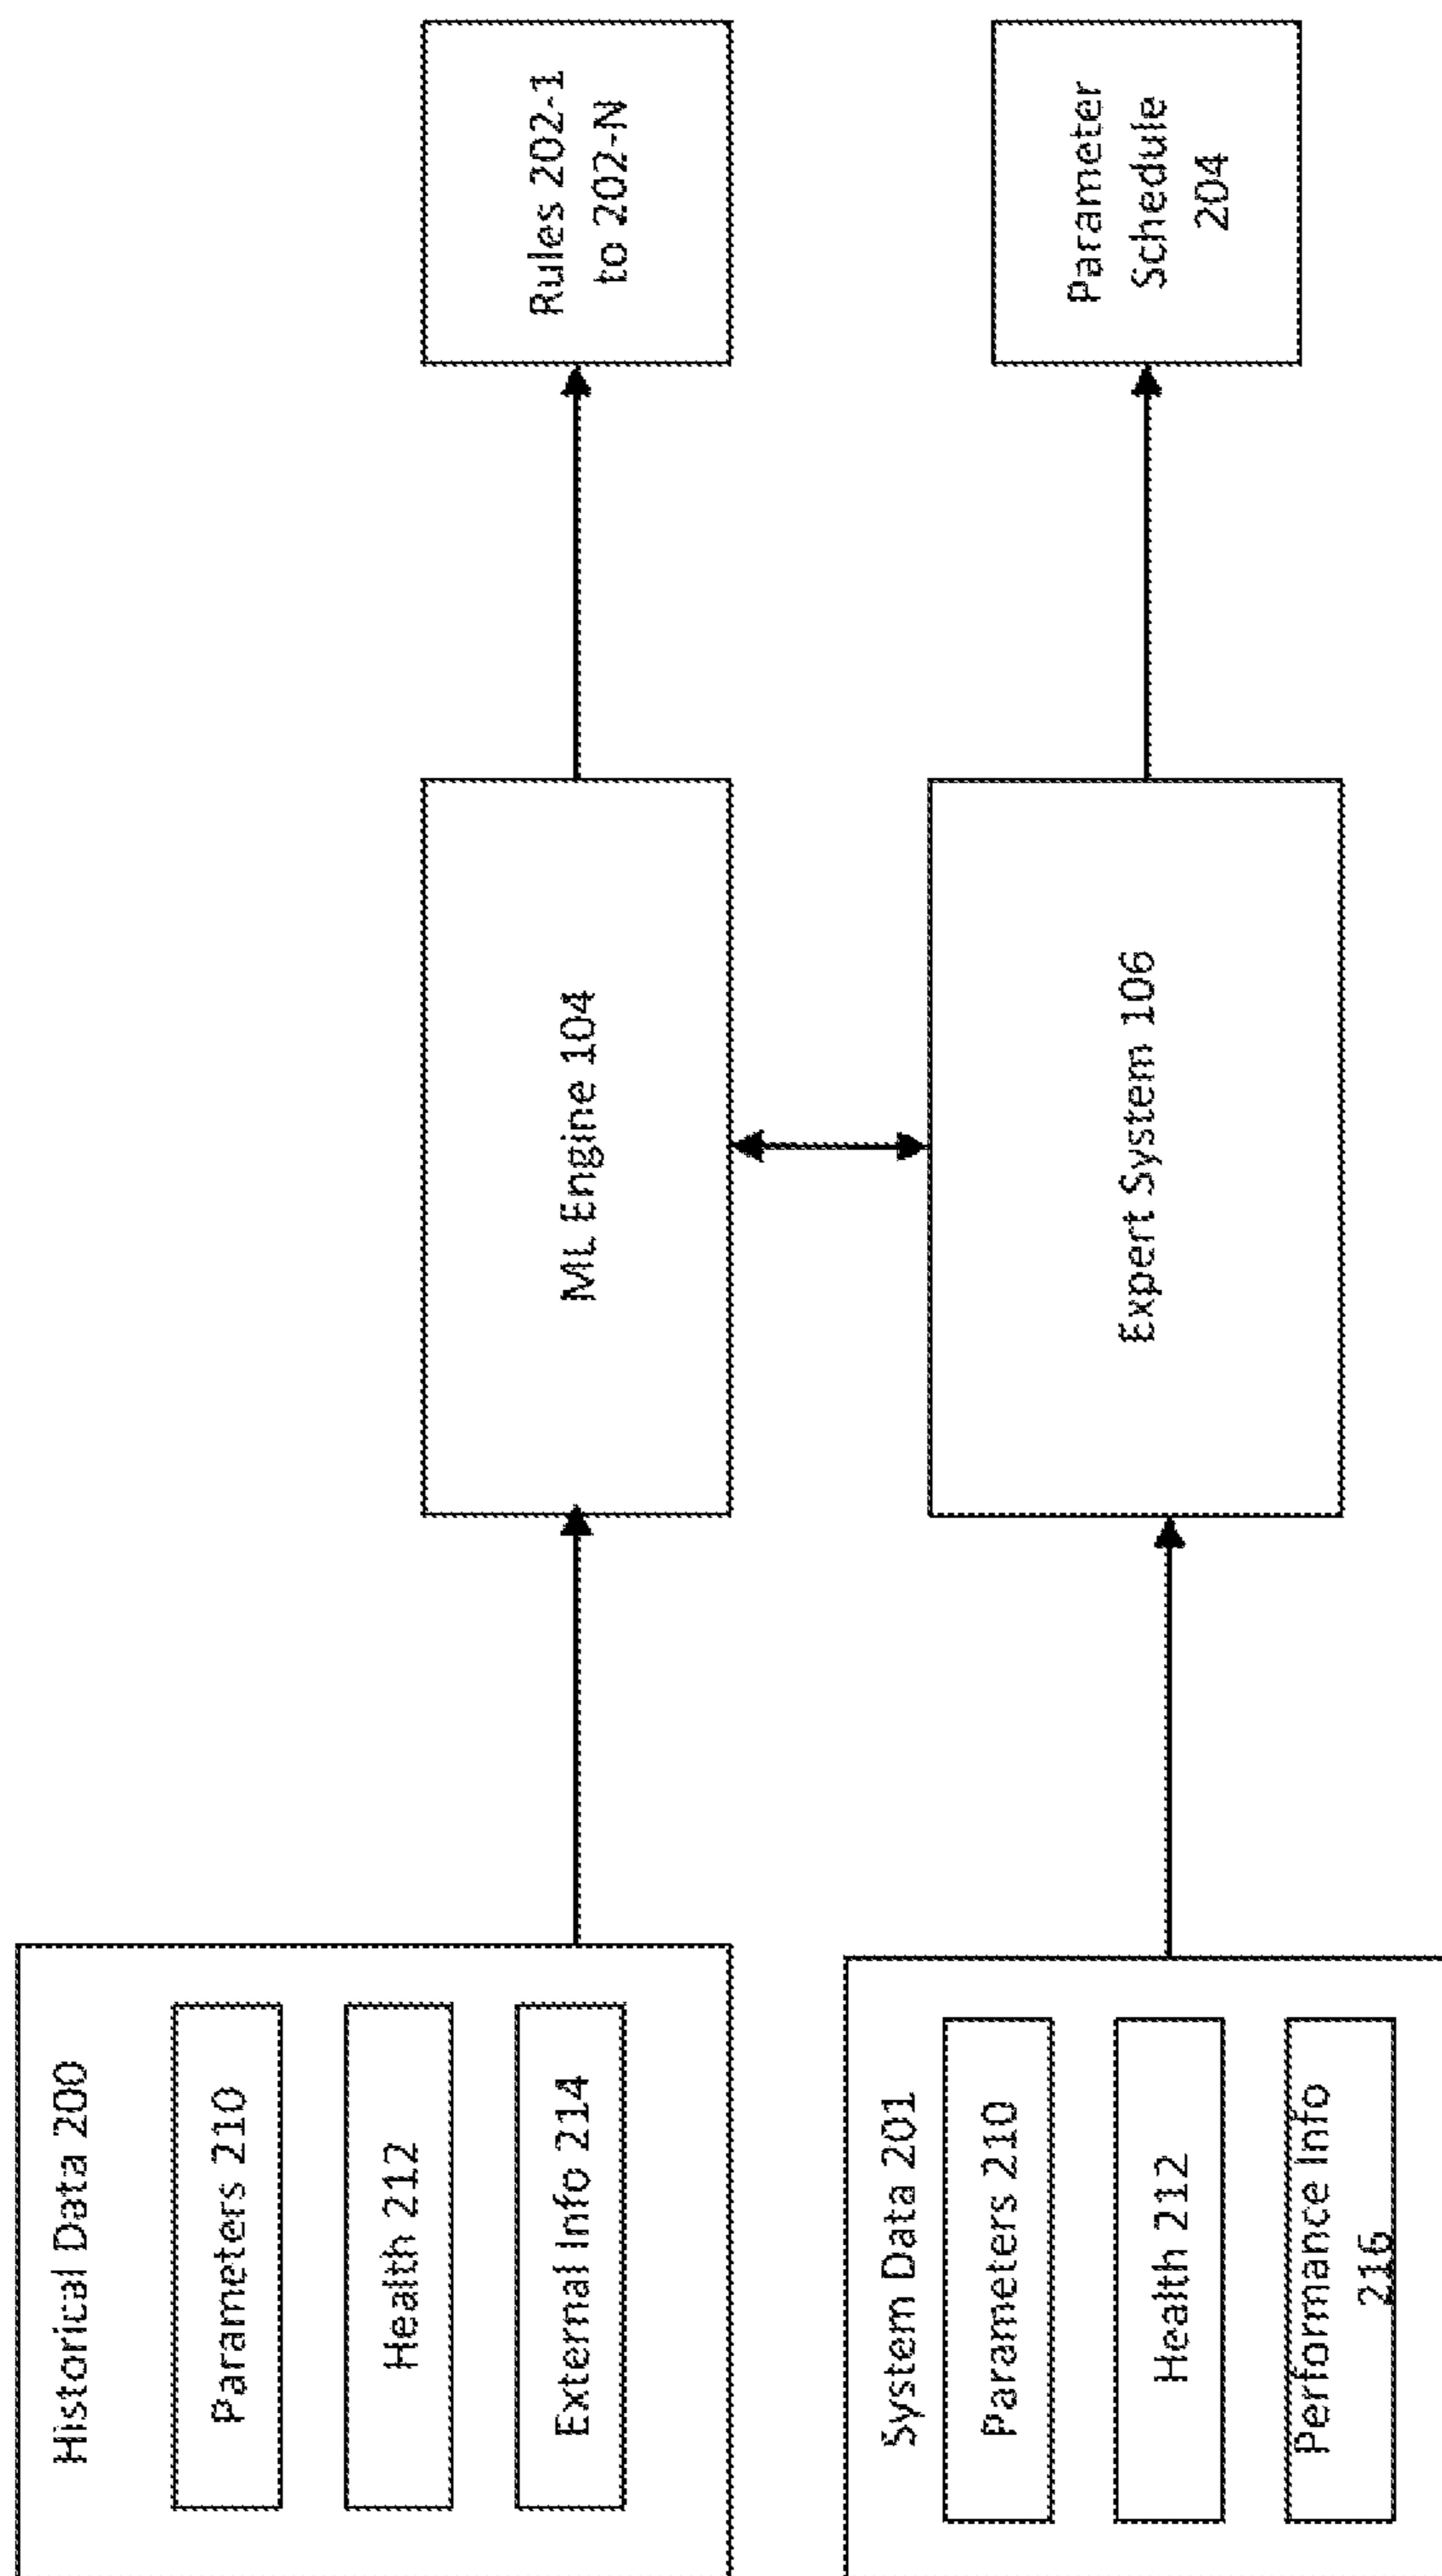 Historical Data 200
Parameters 210
Health 212
External Info 214
ML Engine 104
Rules 202-1
to 202-N
System Data 201
Parameters 210
Health 212
Performance Info
216
Expert System 106
Parameter
Schedule
204